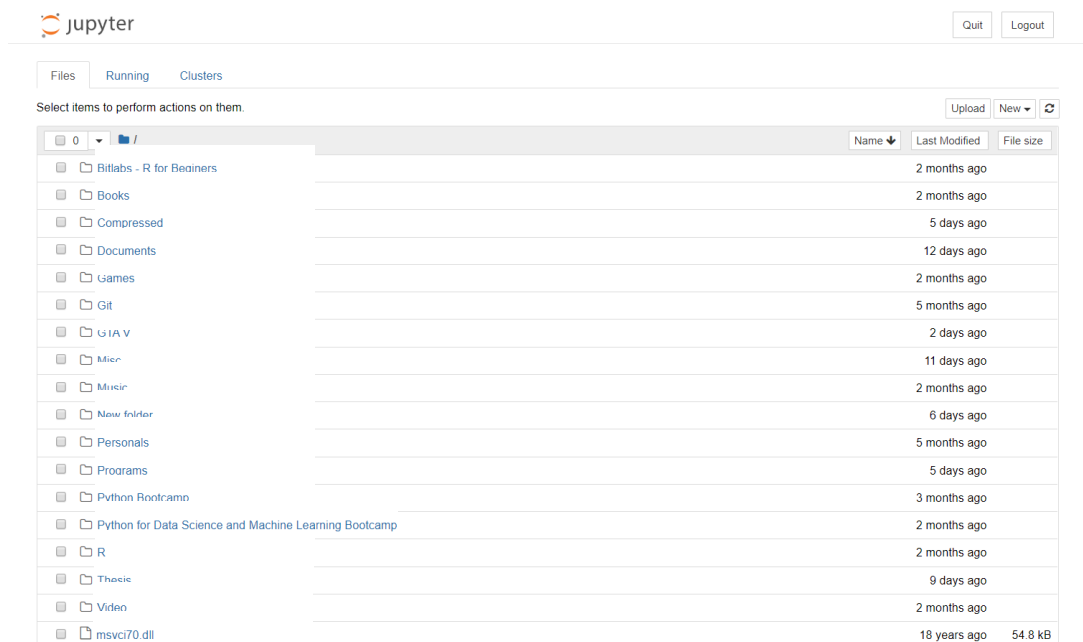 jupyter Quit Logout
Files Running Clusters
Select items to perform actions on them. Upload New
0 / Name Last Modified File size
Bitlabs - R for Beginers 2 months ago
Books 2 months ago
Compressed 5 days ago
Documents 12 days ago
Games 2 months ago
Git 5 months ago
GTA V 2 days ago
Misc 11 days ago
Music 2 months ago
New folder 6 days ago
Personals 5 months ago
Programs 5 days ago
Python Bootcamp 3 months ago
Python for Data Science and Machine Learning Bootcamp 2 months ago
R 2 months ago
Thesis 9 days ago
Video 2 months ago
msvci70.dll 18 years ago 54.8 kB